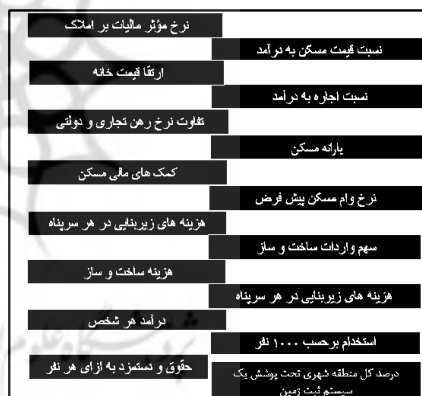 نرخ مؤثر مالیات بر املاک
نسبت قیمت مسکن به درآمد
ارتقا قیمت خانه
نسبت اجاره به درآمد
تفاوت نرخ رهن تجاری و دولتی
یارانه مسکن
کمک های مالی مسکن
نرخ وام مسکن پیش فرض
هزینه های زیربنایی در هر سرپناه
سهم واردات ساخت و ساز
هزینه ساخت و ساز
هزینه های زیربنایی در هر سرپناه
درآمد هر شخص
استخدام برحسب ۱۰۰۰ نفر
حقوق و دستمزد به ازای هر نفر
درصد کل منطقه شهری تحت پوشش یک
سیستم ثبت زمین